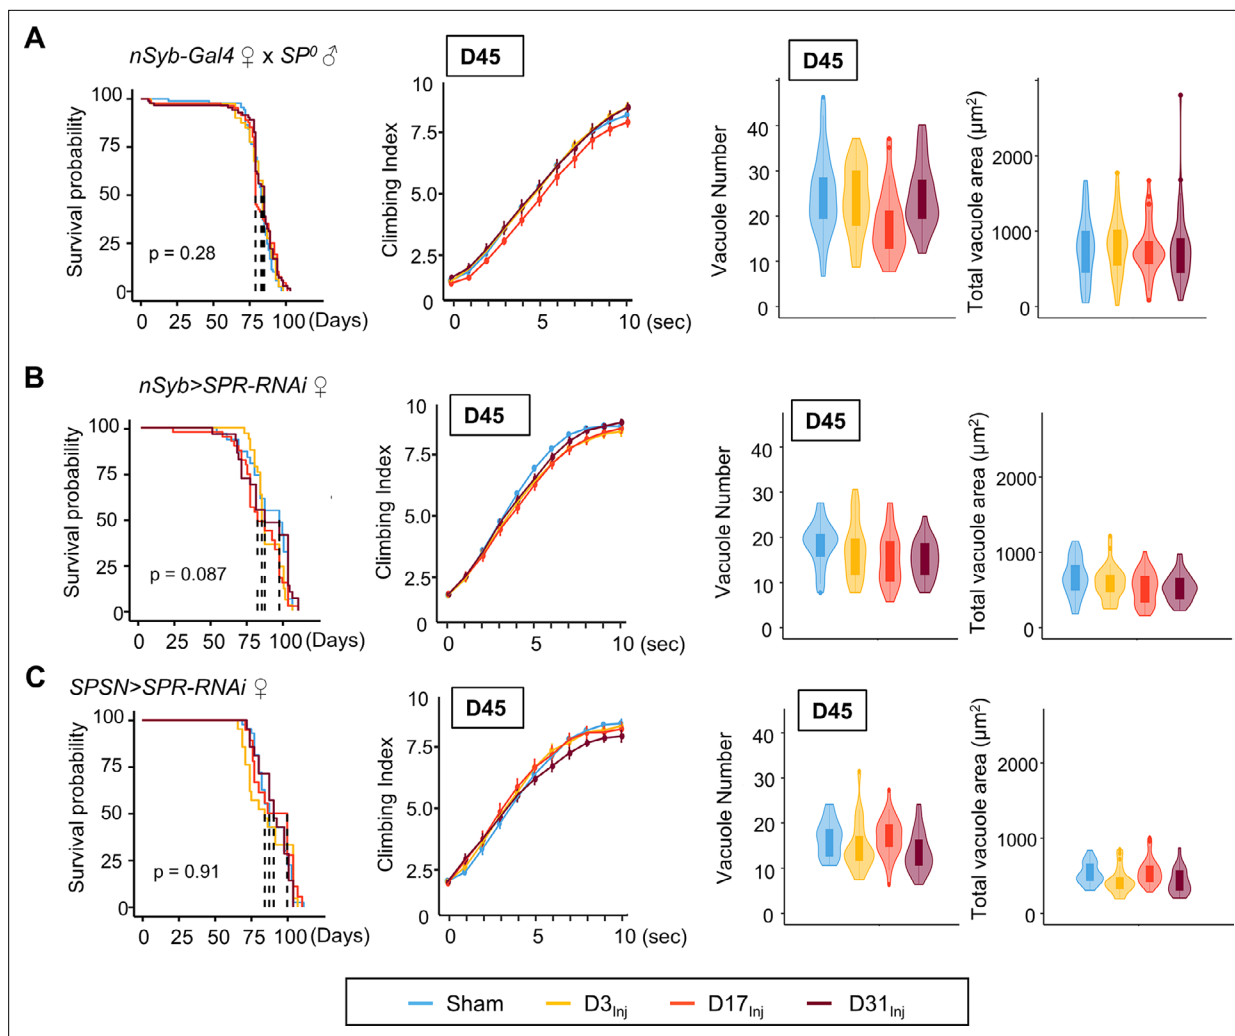 A
nSyb-Gal4 ♀ x SP⁰ ♂
Survival probability
100
75
50
25
0
p = 0.28
0 25 50 75 100 (Days)
D45
Climbing Index
10
7.5
5.0
2.5
0
0 5 10 (sec)
D45
Vacuole Number
40
30
20
10
0
Total vacuole area (µm²)
2000
1000
0
B
nSyb>SPR-RNAi ♀
Survival probability
100
75
50
25
0
p = 0.087
0 25 50 75 100 (Days)
D45
Climbing Index
10
7.5
5.0
2.5
0
0 5 10 (sec)
D45
Vacuole Number
40
30
20
10
0
Total vacuole area (µm²)
2000
1000
0
C
SPSN>SPR-RNAi ♀
Survival probability
100
75
50
25
0
p = 0.91
0 25 50 75 100 (Days)
D45
Climbing Index
10
7.5
5.0
2.5
0
0 5 10 (sec)
D45
Vacuole Number
40
30
20
10
0
Total vacuole area (µm²)
2000
1000
0
Sham D3Inj D17Inj D31Inj